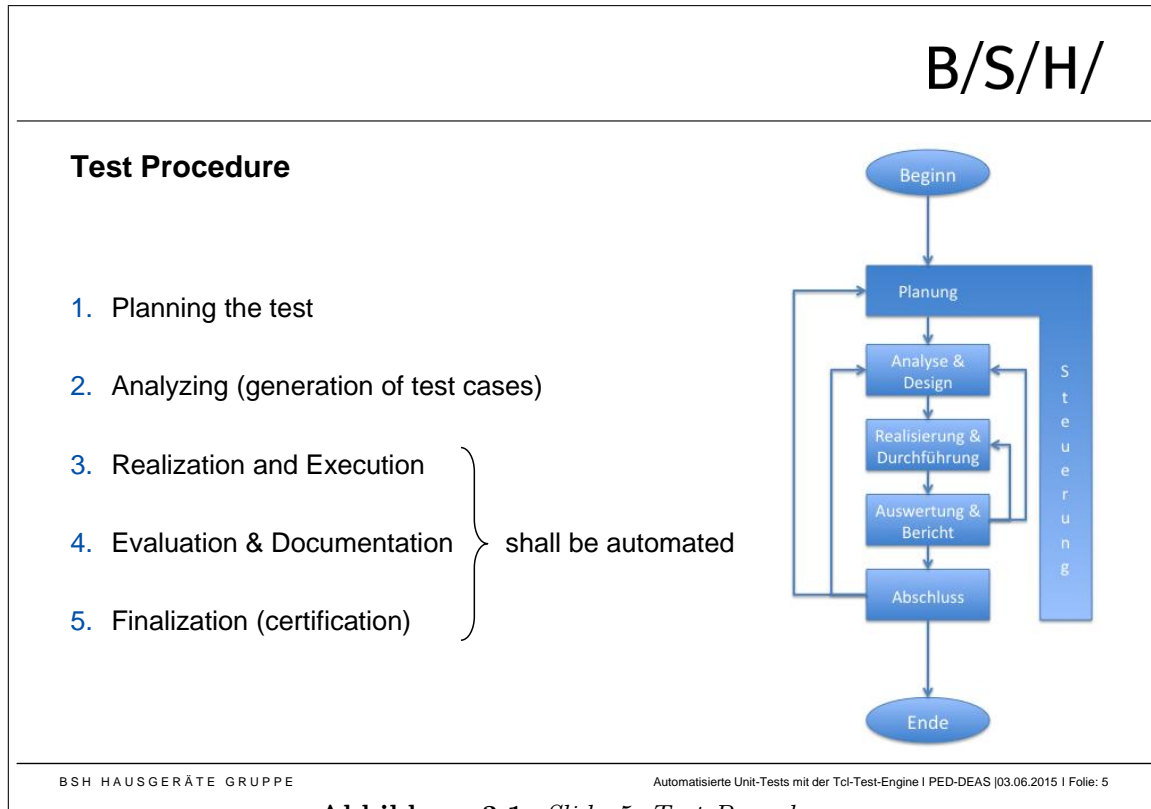 B/S/H/
Test Procedure
1. Planning the test
2. Analyzing (generation of test cases)
3. Realization and Execution
4. Evaluation & Documentation
5. Finalization (certification)
shall be automated
Beginn
Planung
Analyse &
Design
Realisierung &
Durchführung
Auswertung &
Bericht
Abschluss
Ende
Steuerung
BSH HAUSGERÄTE GRUPPE
Automatisierte Unit-Tests mit der Tcl-Test-Engine I PED-DEAS |03.06.2015 I Folie: 5